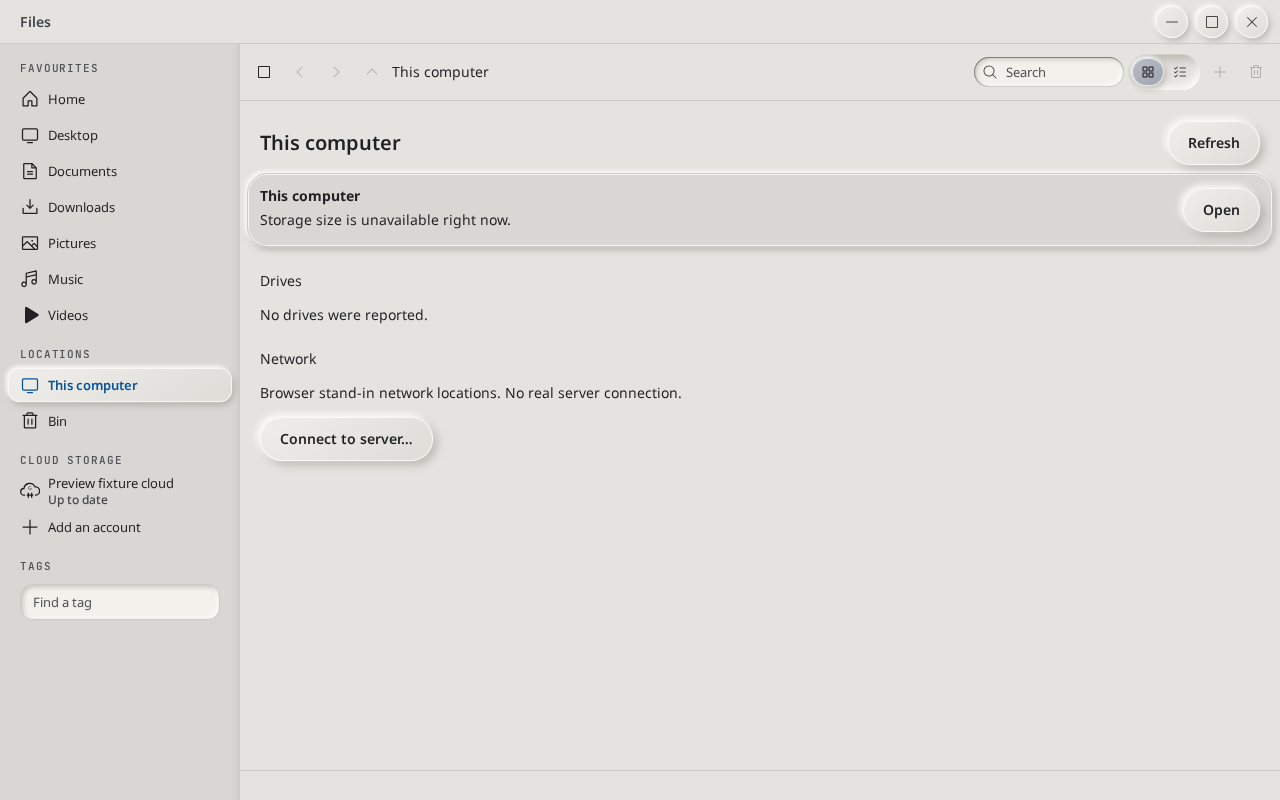 Files
FAVOURITES
Home
Desktop
Documents
Downloads
Pictures
Music
Videos
LOCATIONS
This computer
Bin
CLOUD STORAGE
Preview fixture cloud
Up to date
Add an account
TAGS
Find a tag
This computer
Search
This computer
Refresh
This computer
Storage size is unavailable right now.
Open
Drives
No drives were reported.
Network
Browser stand-in network locations. No real server connection.
Connect to server...